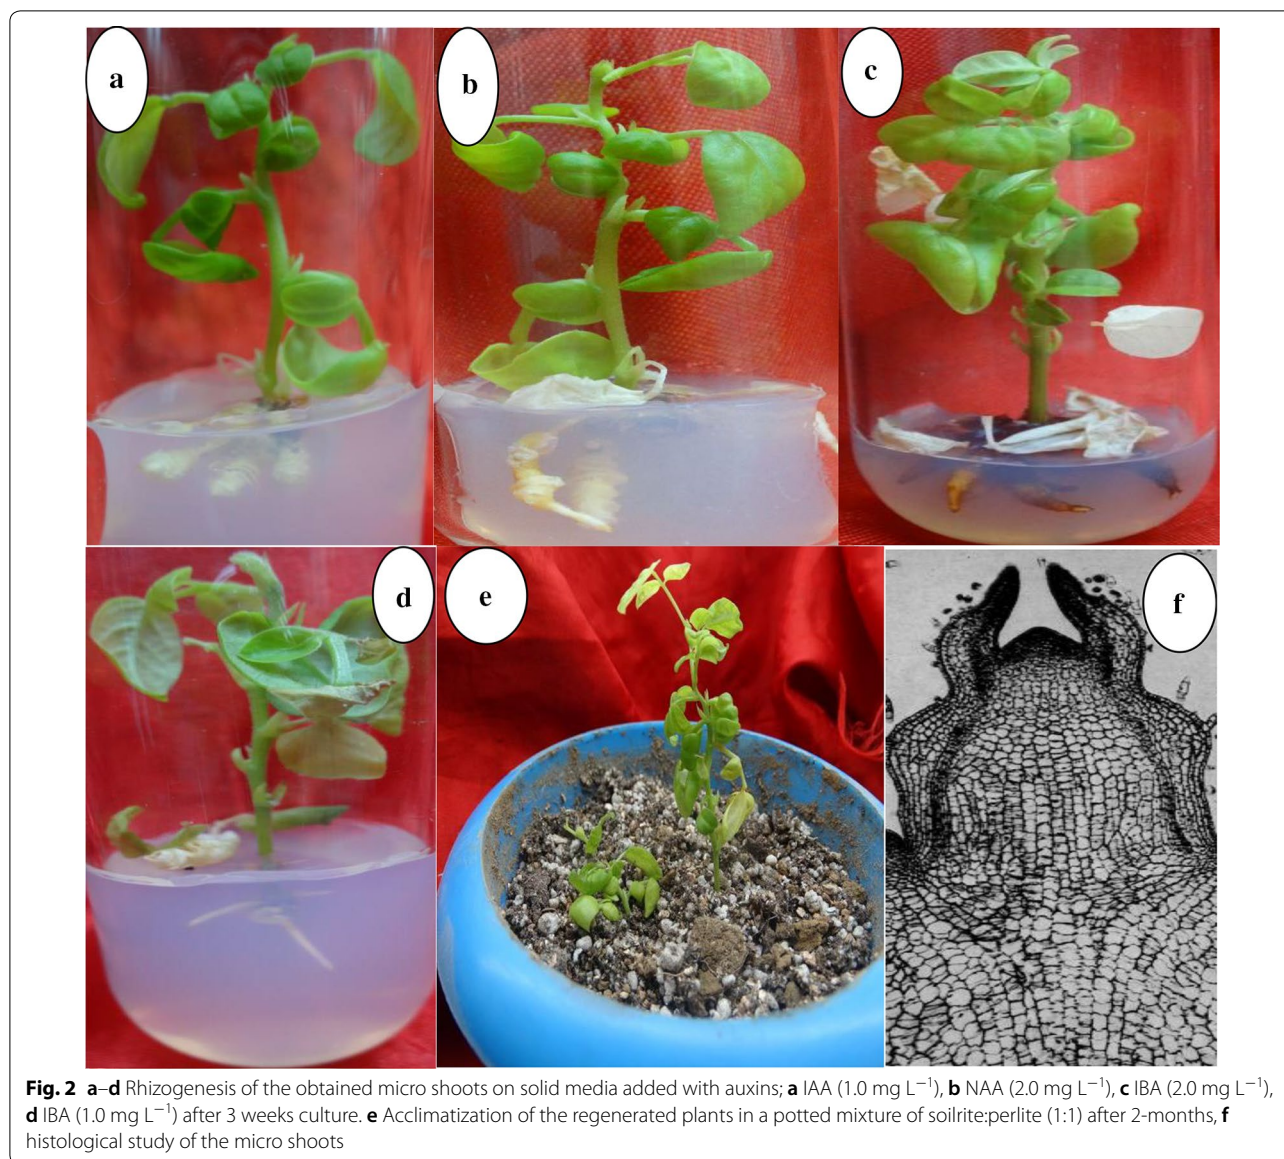 a
b
c
d
e
f
Fig. 2 a–d Rhizogenesis of the obtained micro shoots on solid media added with auxins; a IAA (1.0 mg L⁻¹), b NAA (2.0 mg L⁻¹), c IBA (2.0 mg L⁻¹),
d IBA (1.0 mg L⁻¹) after 3 weeks culture. e Acclimatization of the regenerated plants in a potted mixture of soilrite:perlite (1:1) after 2-months, f
histological study of the micro shoots